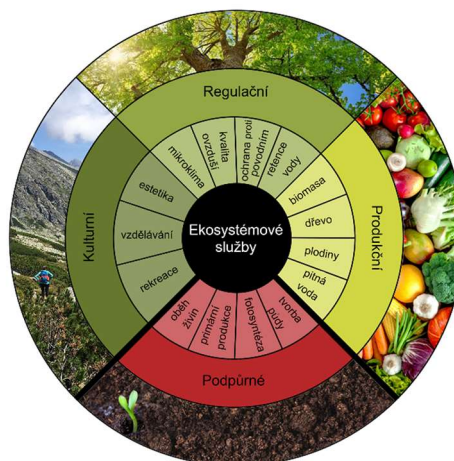 Regulační
mikroklima
kvalita
ovzduší
ochrana proti
povodním
retence
vody
Produkční
biomasa
dřevo
plodiny
pitná
voda
Podpůrné
tvorba
půdy
fotosyntéza
primární
produkce
oběh
živin
Kulturní
rekreace
vzdělávání
estetika
Ekosystémové
služby